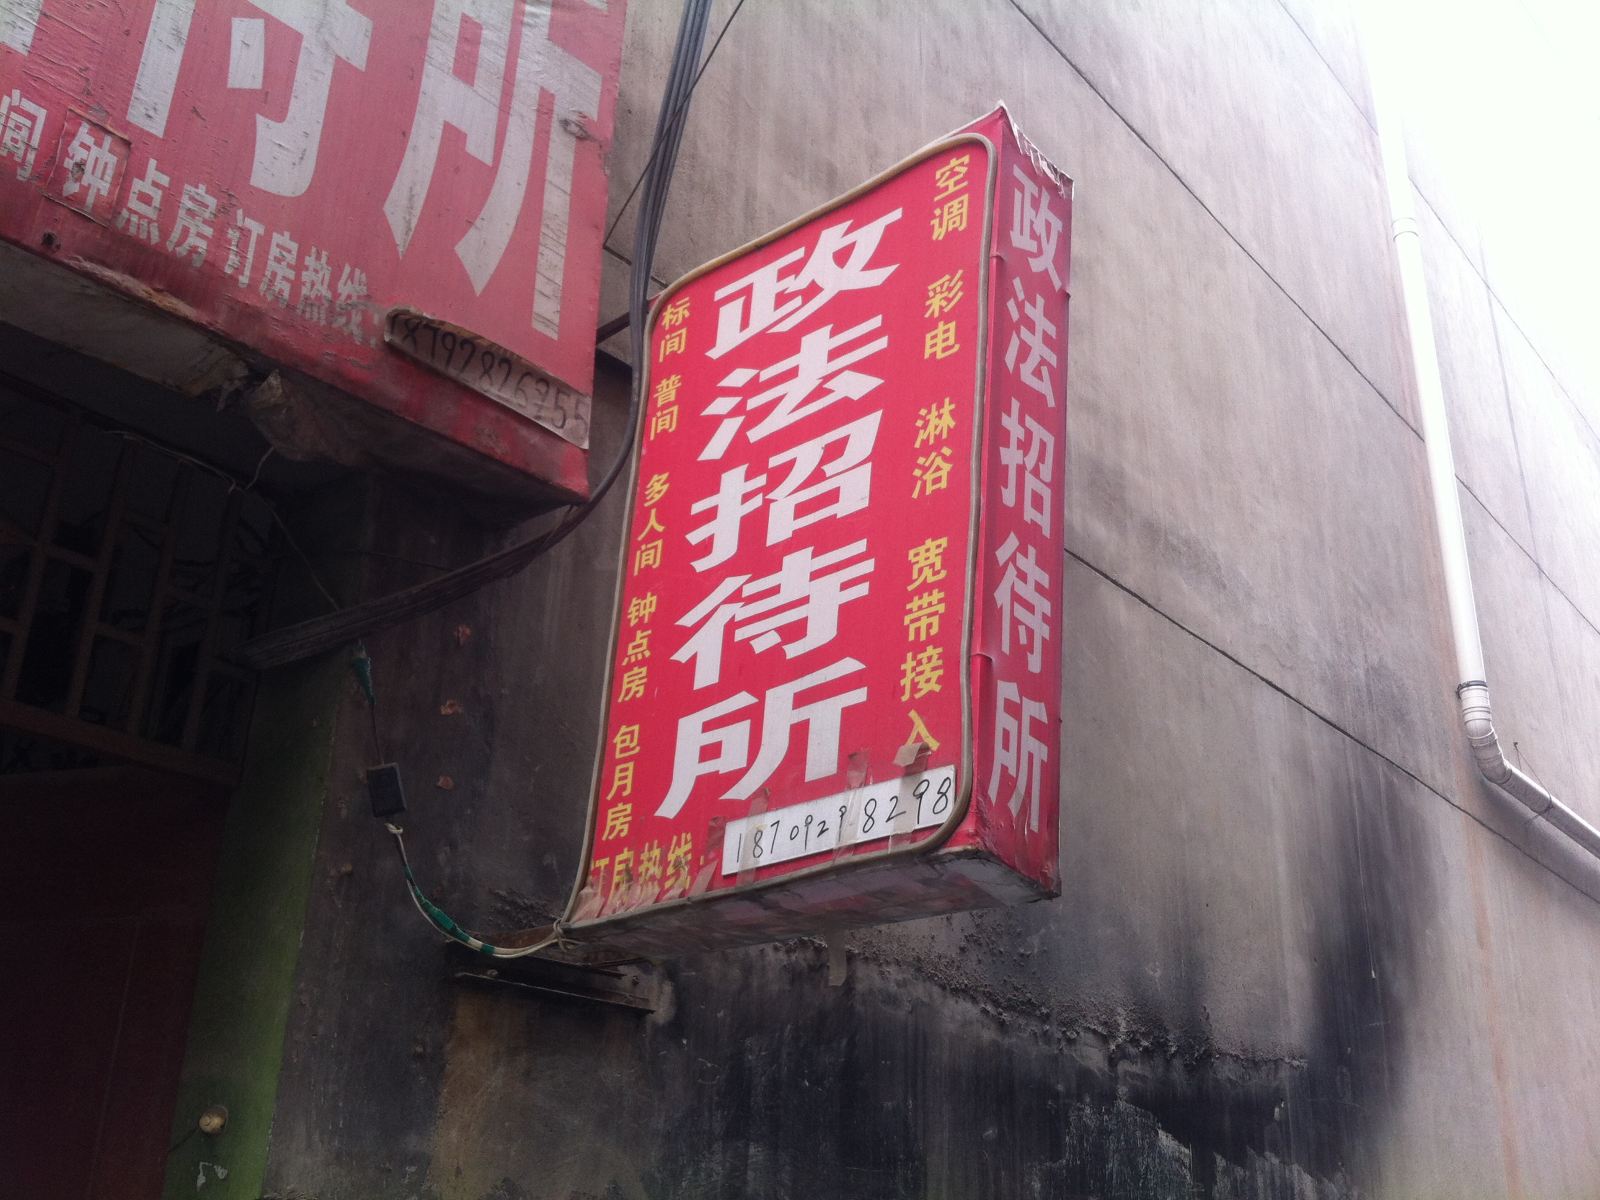 待所
间 钟点房 订房热线:
18792826255
空调 彩电 淋浴 宽带接入
政法招待所
标间 普间 多人间 钟点房 包月房
订房热线:
18709298298
政法招待所